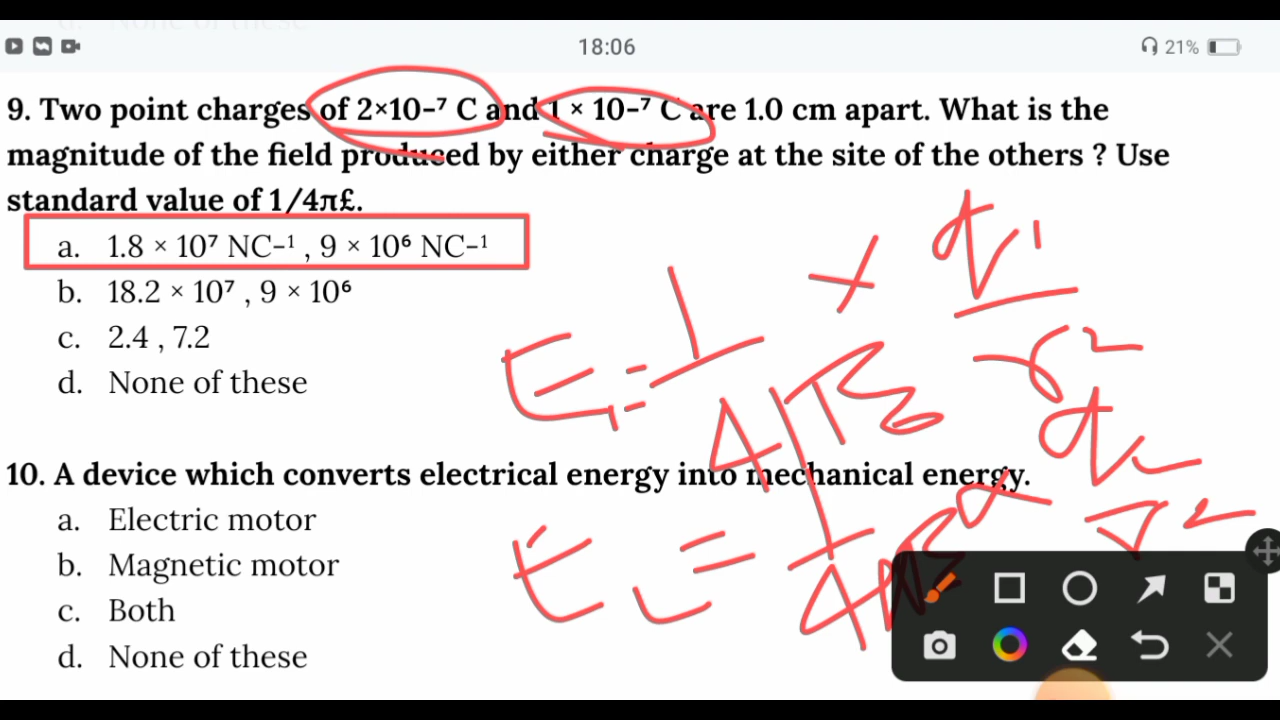 d. None of these
18:06
21%
9. Two point charges of 2×10-⁷ C and 1 × 10-⁷ C are 1.0 cm apart. What is the
magnitude of the field produced by either charge at the site of the others ? Use
standard value of 1/4π£.
a. 1.8 × 10⁷ NC-¹ , 9 × 10⁶ NC-¹
b. 18.2 × 10⁷ , 9 × 10⁶
c. 2.4 , 7.2
d. None of these
10. A device which converts electrical energy into mechanical energy.
a. Electric motor
b. Magnetic motor
c. Both
d. None of these